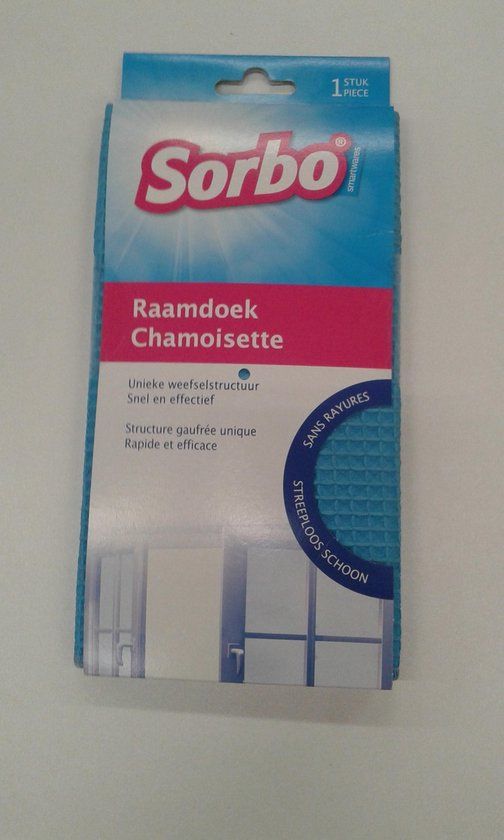 1 STUK
PIECE
Sorbo®
smartwares
Raamdoek
Chamoisette
Unieke weefselstructuur
Snel en effectief
Structure gaufrée unique
Rapide et efficace
SANS RAYURES
STREEPLOOS SCHOON